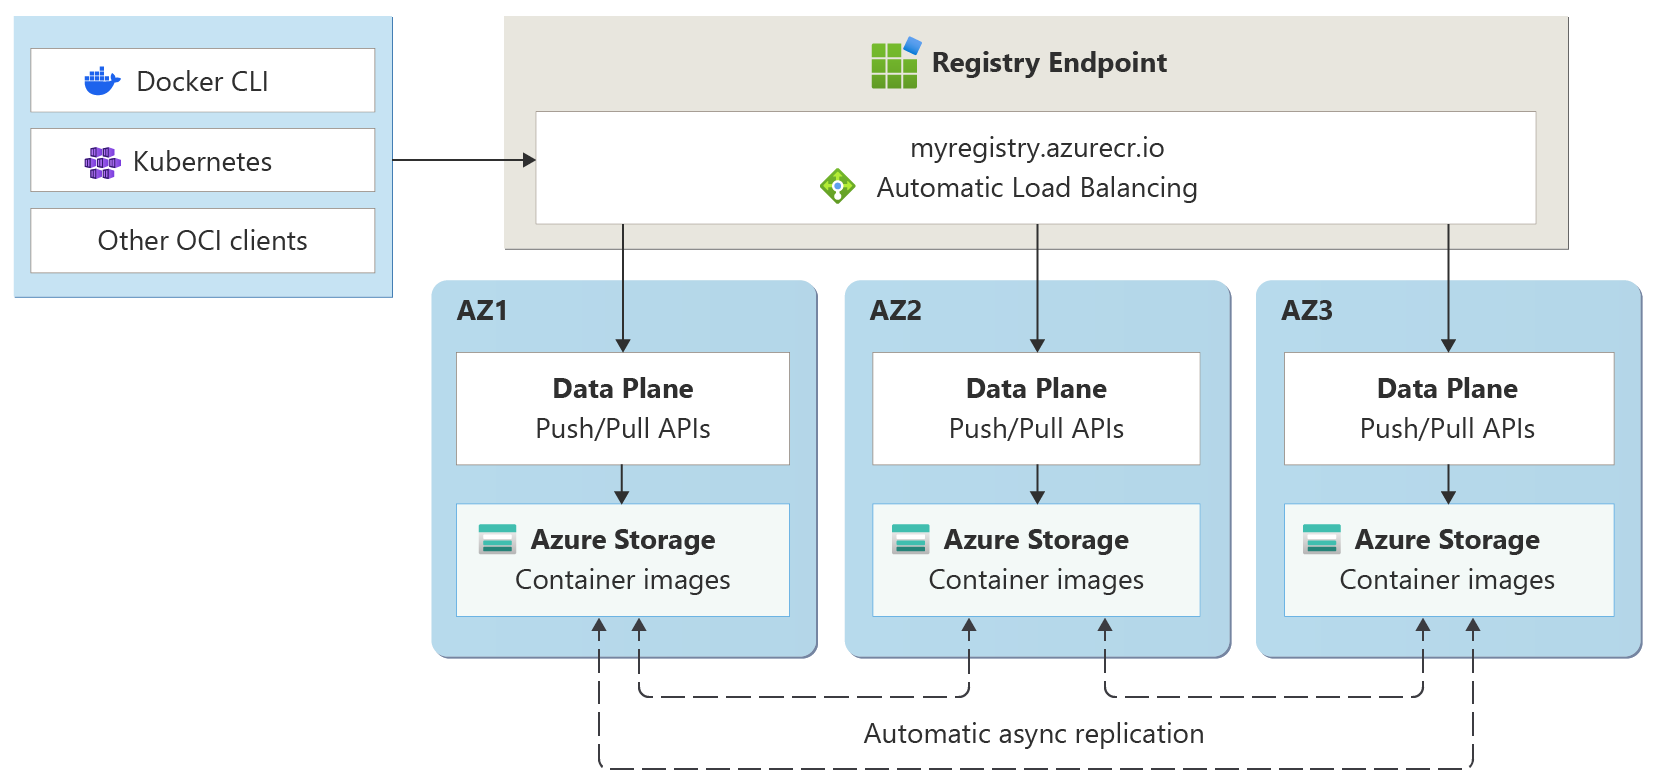 Docker CLI
Kubernetes
Other OCI clients
Registry Endpoint
myregistry.azurecr.io
Automatic Load Balancing
AZ1
Data Plane
Push/Pull APIs
Azure Storage
Container images
AZ2
Data Plane
Push/Pull APIs
Azure Storage
Container images
AZ3
Data Plane
Push/Pull APIs
Azure Storage
Container images
Automatic async replication